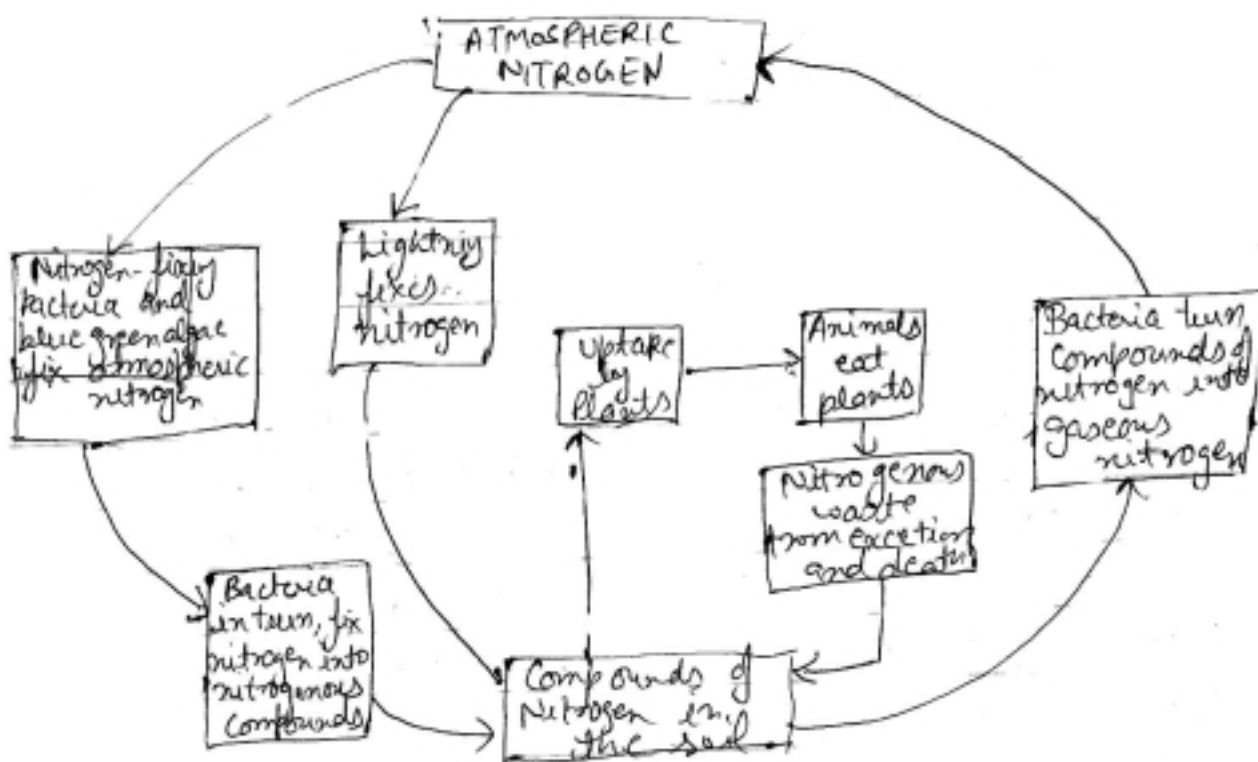 ATMOSPHERIC
NITROGEN
Nitrogen-fixing
bacteria and
blue green algae
fix atmospheric
nitrogen
Lightning
fixes
nitrogen
Uptake
by
Plants
Animals
eat
plants
Bacteria turn
Compounds of
nitrogen into
gaseous
nitrogen
Nitrogenous
waste
from excetion
and death
Bacteria
in turn, fix
nitrogen into
nitrogenous
Compounds
Compounds of
Nitrogen in
the soil